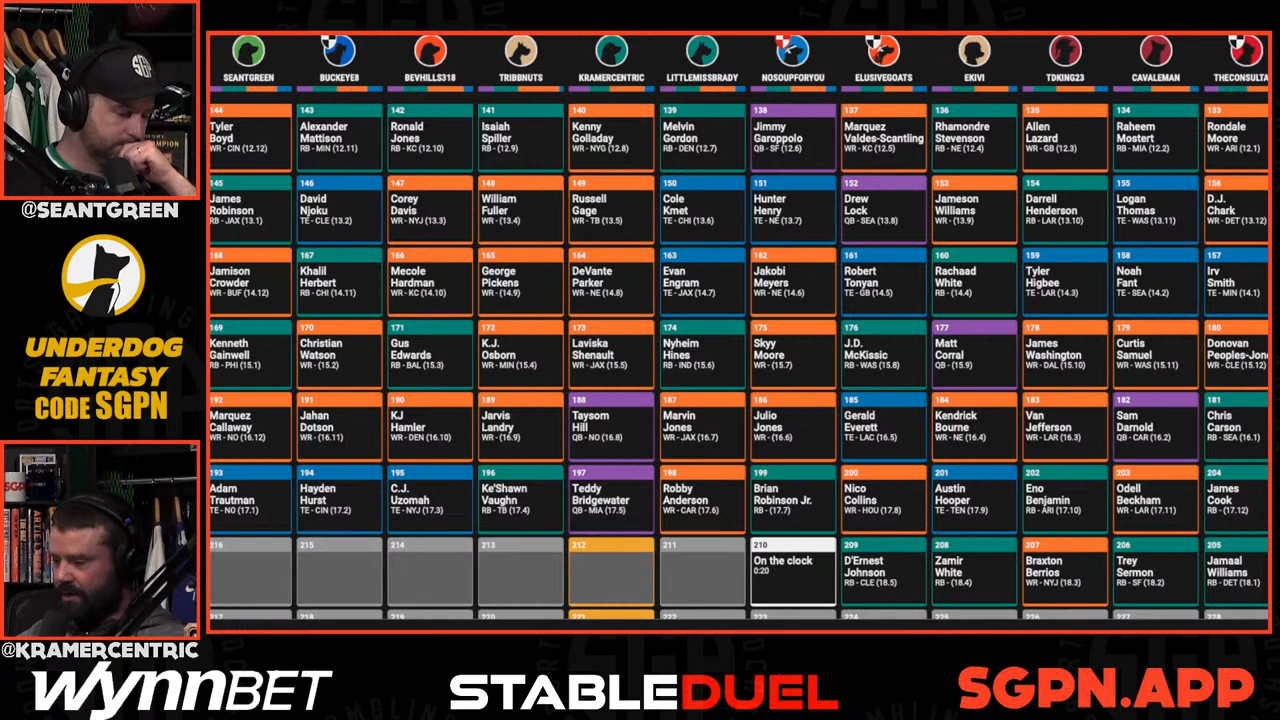 SEANTGREEN BUCKEYE8 BEVHILLS318 TRIBBNUTS KRAMERCENTRIC LITTLEMISSBRADY NOSOUPFORYOU ELUSIVEGOATS EKIVI TDKING23 CAVALEMAN THECONSULTA
144 143 142 141 140 139 138 137 136 135 134 133
Tyler Alexander Ronald Isaiah Kenny Melvin Jimmy Marquez Rhamondre Allen Raheem Rondale
Boyd Mattison Jones Spiller Golladay Gordon Garoppolo Valdes-Scantling Stevenson Lazard Mostert Moore
WR - CIN (12.12) RB - MIN (12.11) RB - KC (12.10) RB - (12.9) WR - NYG (12.8) RB - DEN (12.7) QB - SF (12.6) WR - KC (12.5) RB - NE (12.4) WR - GB (12.3) RB - MIA (12.2) WR - ARI (12.1)
145 146 147 148 149 150 151 152 153 154 155 156
James David Corey William Russell Cole Hunter Drew Jameson Darrell Logan D.J.
Robinson Njoku Davis Fuller Gage Kmet Henry Lock Williams Henderson Thomas Chark
RB - JAX (13.1) TE - CLE (13.2) WR - NYJ (13.3) WR - (13.4) WR - TB (13.5) TE - CHI (13.6) TE - NE (13.7) QB - SEA (13.8) WR - (13.9) RB - LAR (13.10) TE - WAS (13.11) WR - DET (13.12)
168 167 166 165 164 163 162 161 160 159 158 157
Jamison Khalil Mecole George DeVante Evan Jakobi Robert Rachaad Tyler Noah Irv
Crowder Herbert Hardman Pickens Parker Engram Meyers Tonyan White Higbee Fant Smith
WR - BUF (14.12) RB - CHI (14.11) WR - KC (14.10) WR - (14.9) WR - NE (14.8) TE - JAX (14.7) WR - NE (14.6) TE - GB (14.5) RB - (14.4) TE - LAR (14.3) TE - SEA (14.2) TE - MIN (14.1)
169 170 171 172 173 174 175 176 177 178 179 180
Kenneth Christian Gus K.J. Laviska Nyheim Skyy J.D. Matt James Curtis Donovan
Gainwell Watson Edwards Osborn Shenault Hines Moore McKissic Corral Washington Samuel Peoples-Jon
RB - PHI (15.1) WR - (15.2) RB - BAL (15.3) WR - MIN (15.4) WR - JAX (15.5) RB - IND (15.6) WR - (15.7) RB - WAS (15.8) QB - (15.9) WR - DAL (15.10) WR - WAS (15.11) WR - CLE (15.12)
192 191 190 189 188 187 186 185 184 183 182 181
Marquez Jahan KJ Jarvis Taysom Marvin Julio Gerald Kendrick Van Sam Chris
Callaway Dotson Hamler Landry Hill Jones Jones Everett Bourne Jefferson Darnold Carson
WR - NO (16.12) WR - (16.11) WR - DEN (16.10) WR - (16.9) QB - NO (16.8) WR - JAX (16.7) WR - (16.6) TE - LAC (16.5) WR - NE (16.4) WR - LAR (16.3) QB - CAR (16.2) RB - SEA (16.1)
193 194 195 196 197 198 199 200 201 202 203 204
Adam Hayden C.J. Ke'Shawn Teddy Robby Brian Nico Austin Eno Odell James
Trautman Hurst Uzomah Vaughn Bridgewater Anderson Robinson Jr. Collins Hooper Benjamin Beckham Cook
TE - NO (17.1) TE - CIN (17.2) TE - NYJ (17.3) RB - TB (17.4) QB - MIA (17.5) WR - CAR (17.6) RB - (17.7) WR - HOU (17.8) TE - TEN (17.9) RB - ARI (17.10) WR - LAR (17.11) RB - (17.12)
216 215 214 213 212 211 210 209 208 207 206 205
On the clock D'Ernest Zamir Braxton Trey Jamaal
0:20 Johnson White Berrios Sermon Williams
RB - CLE (18.5) RB - (18.4) WR - NYJ (18.3) RB - SF (18.2) RB - DET (18.1)
@SEANTGREEN
UNDERDOG
FANTASY
CODE SGPN
@KRAMERCENTRIC
WYNNBET STABLEDUEL SGPN.APP